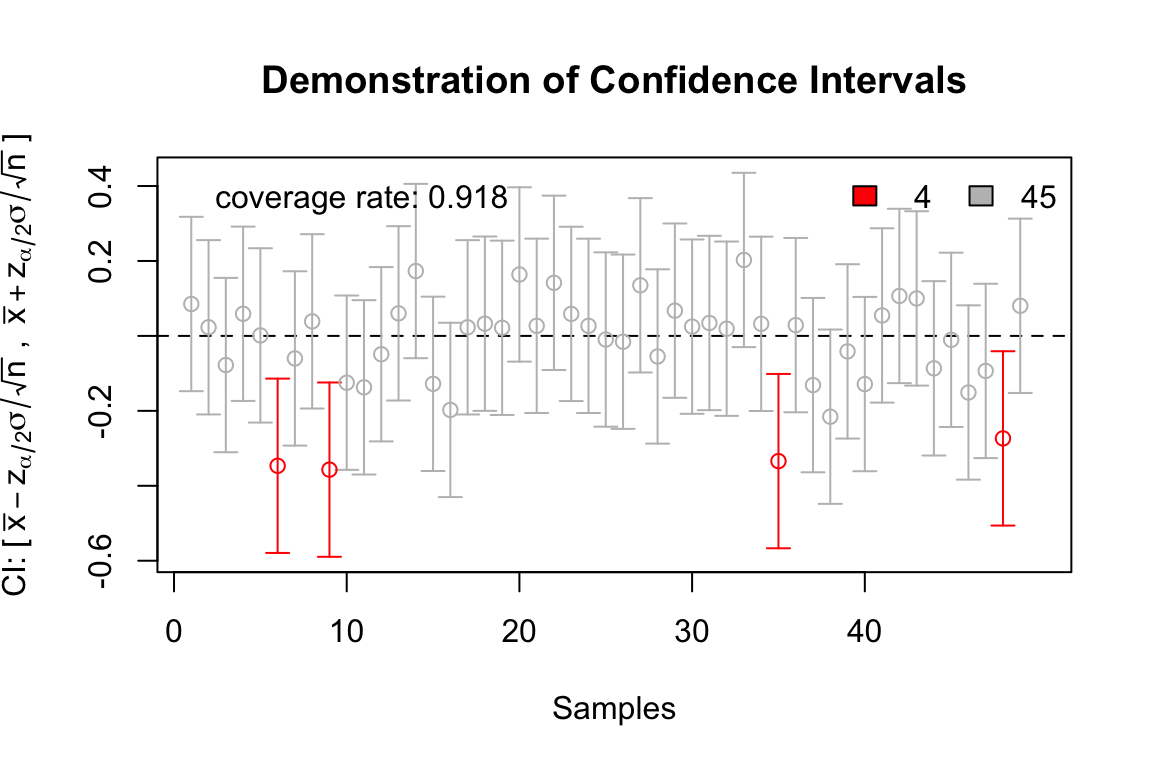 Demonstration of Confidence Intervals
CI: [ x̅ − z_{α/2}σ/√n , x̅ + z_{α/2}σ/√n ]
0.4
0.2
-0.2
-0.6
coverage rate: 0.918
4
45
0
10
20
30
40
Samples